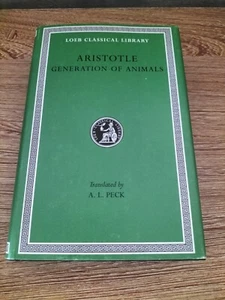 LOEB CLASSICAL LIBRARY
ARISTOTLE
GENERATION OF ANIMALS
Translated by
A. L. PECK